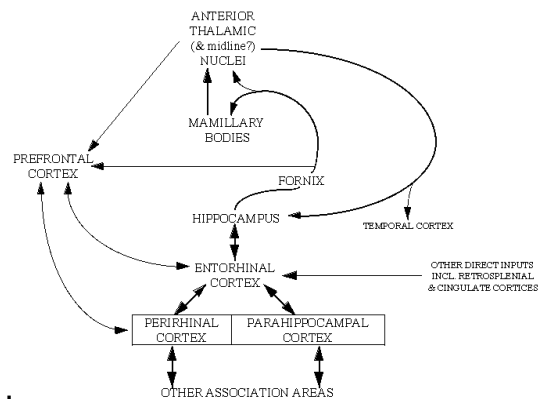 ANTERIOR
THALAMIC
(& midline?)
NUCLEI
MAMILLARY
BODIES
PREFRONTAL
CORTEX
FORNIX
HIPPOCAMPUS
TEMPORAL CORTEX
ENTORHINAL
CORTEX
OTHER DIRECT INPUTS
INCL. RETROSPLENIAL
& CINGULATE CORTICES
PERIRHINAL
CORTEX
PARAHIPPOCAMPAL
CORTEX
OTHER ASSOCIATION AREAS